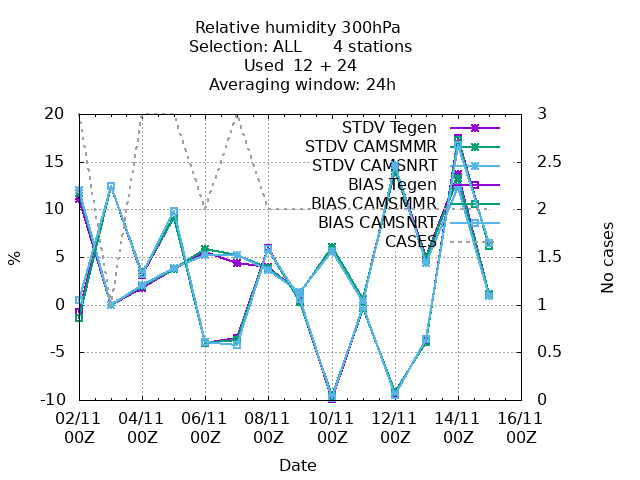 Relative humidity 300hPa
Selection: ALL 4 stations
Used 12 + 24
Averaging window: 24h
20
15
10
5
0
-5
-10
%
3
2.5
2
1.5
1
0.5
0
No cases
STDV Tegen
STDV CAMSMMR
STDV CAMSNRT
BIAS Tegen
BIAS CAMSMMR
BIAS CAMSNRT
CASES
02/11 04/11 06/11 08/11 10/11 12/11 14/11 16/11
00Z 00Z 00Z 00Z 00Z 00Z 00Z 00Z
Date